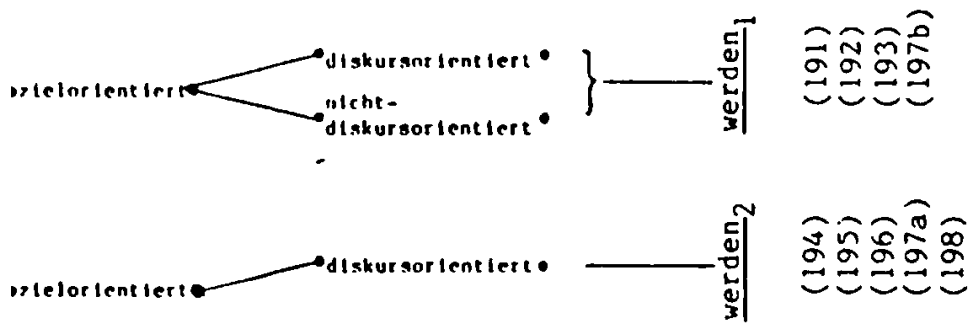 diskursorientiert
zielorientiert
nicht-
diskursorientiert
werden1
(191)
(192)
(193)
(197b)
diskursorientiert
zielorientiert
werden2
(194)
(195)
(196)
(197a)
(198)